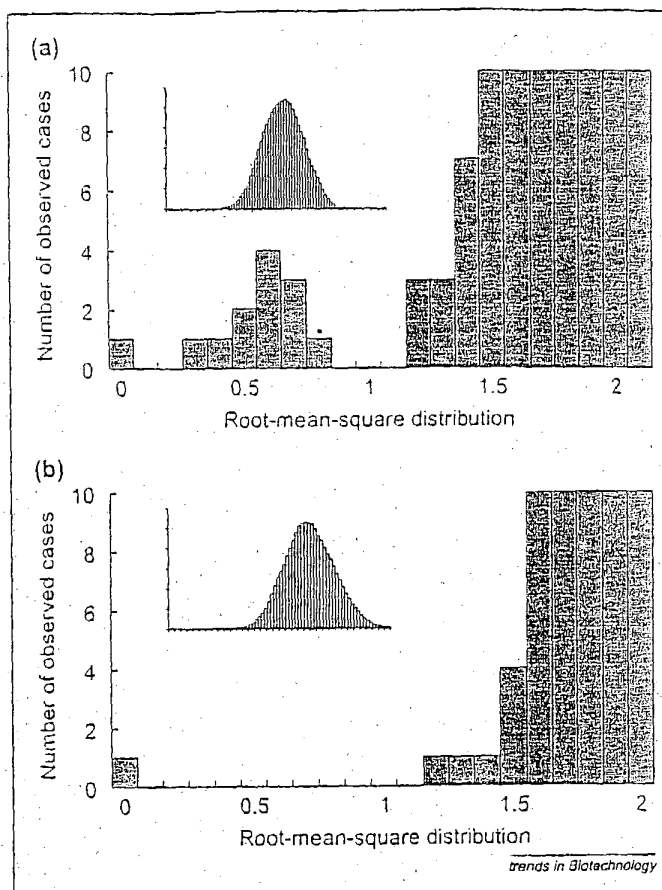 (a)
10
8
6
4
2
0
Number of observed cases
0 0.5 1 1.5 2
Root-mean-square distribution
(b)
10
8
6
4
2
0
Number of observed cases
0 0.5 1 1.5 2
Root-mean-square distribution
trends in Biotechnology